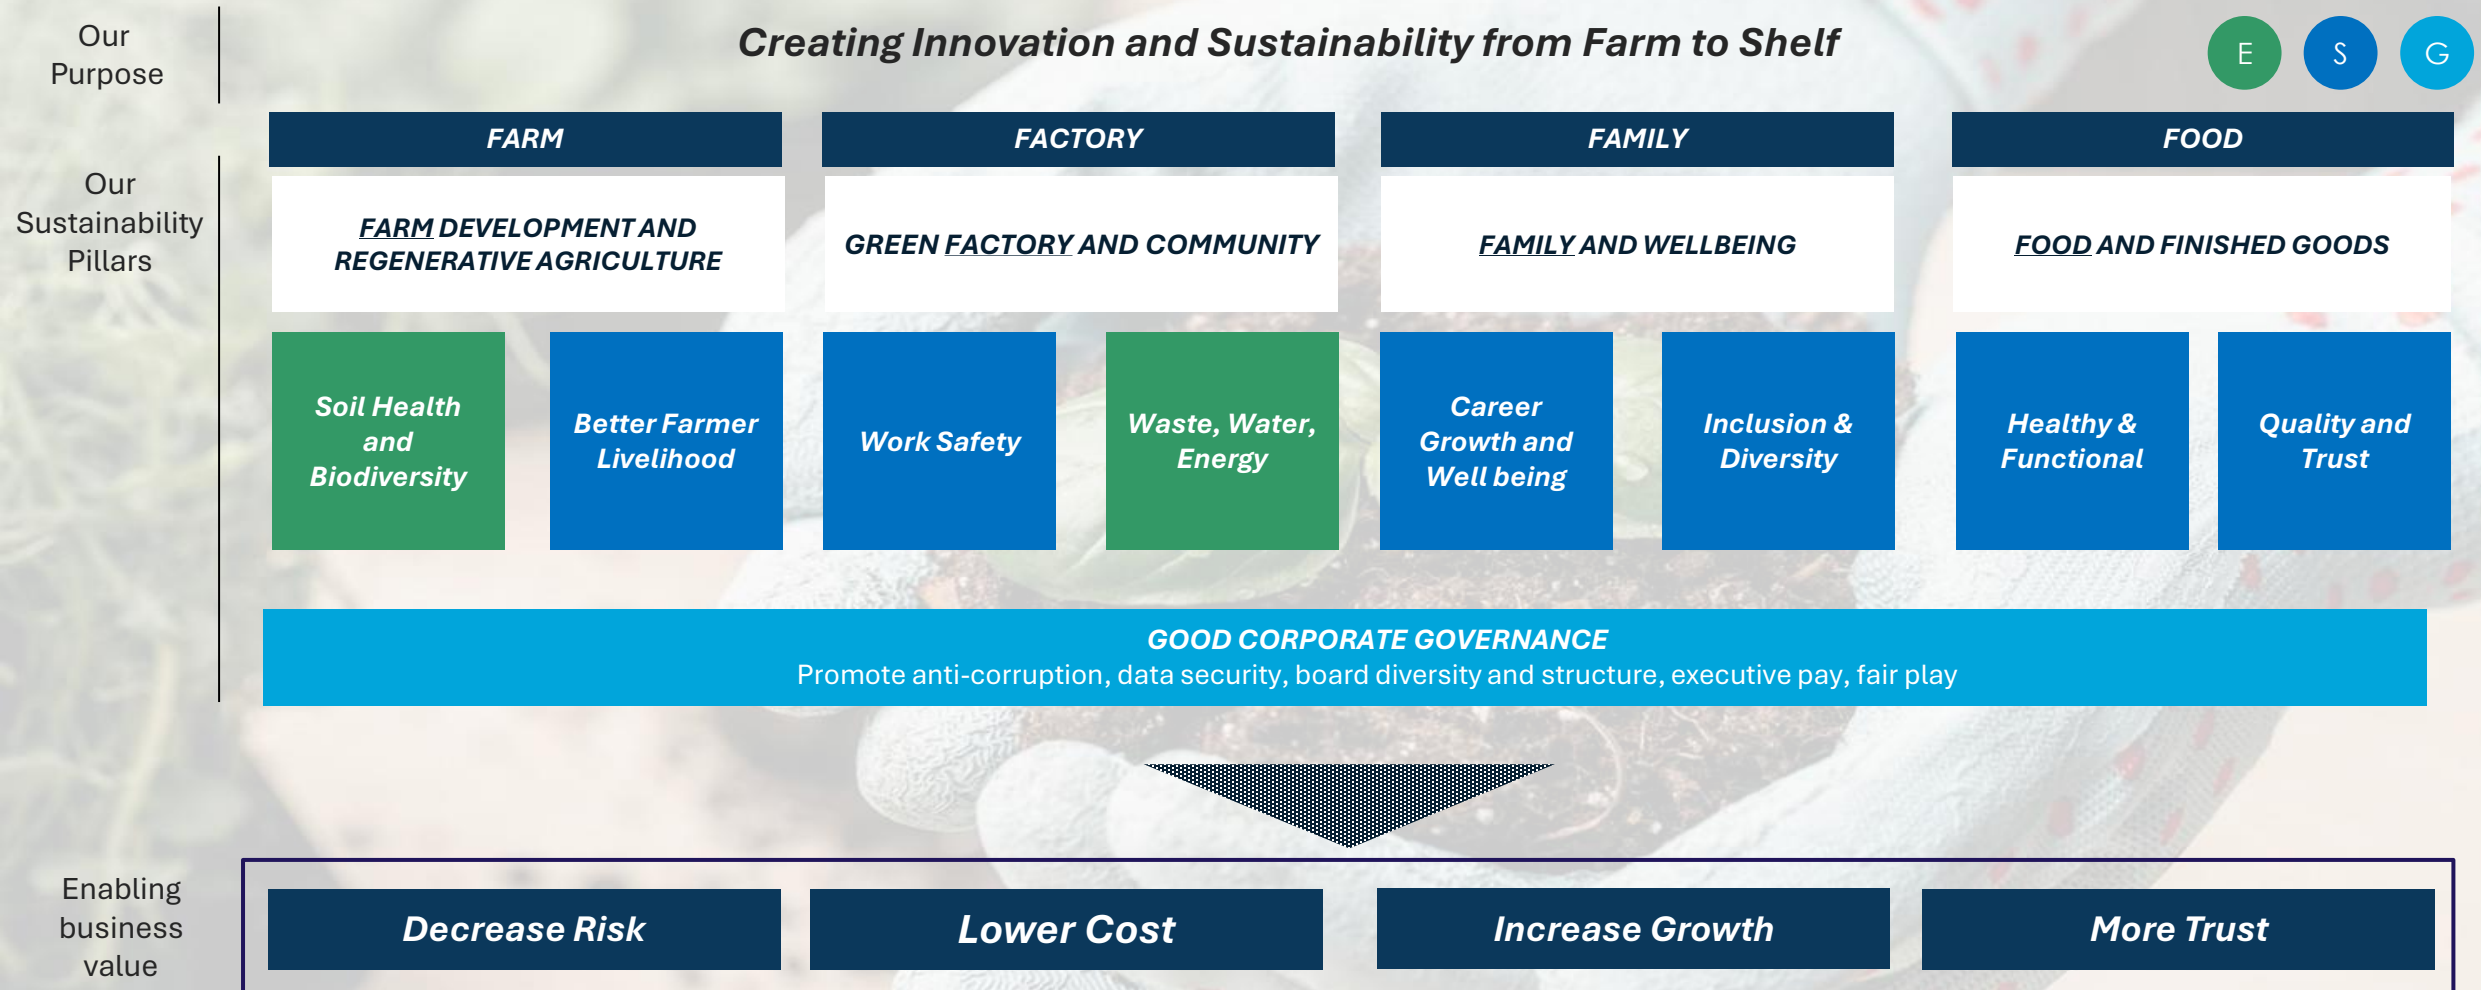 Our
Purpose
Creating Innovation and Sustainability from Farm to Shelf
E
S
G
Our
Sustainability
Pillars
FARM
FACTORY
FAMILY
FOOD
FARM DEVELOPMENT AND
REGENERATIVE AGRICULTURE
GREEN FACTORY AND COMMUNITY
FAMILY AND WELLBEING
FOOD AND FINISHED GOODS
Soil Health
and
Biodiversity
Better Farmer
Livelihood
Work Safety
Waste, Water,
Energy
Career
Growth and
Well being
Inclusion &
Diversity
Healthy &
Functional
Quality and
Trust
GOOD CORPORATE GOVERNANCE
Promote anti-corruption, data security, board diversity and structure, executive pay, fair play
Enabling
business
value
Decrease Risk
Lower Cost
Increase Growth
More Trust